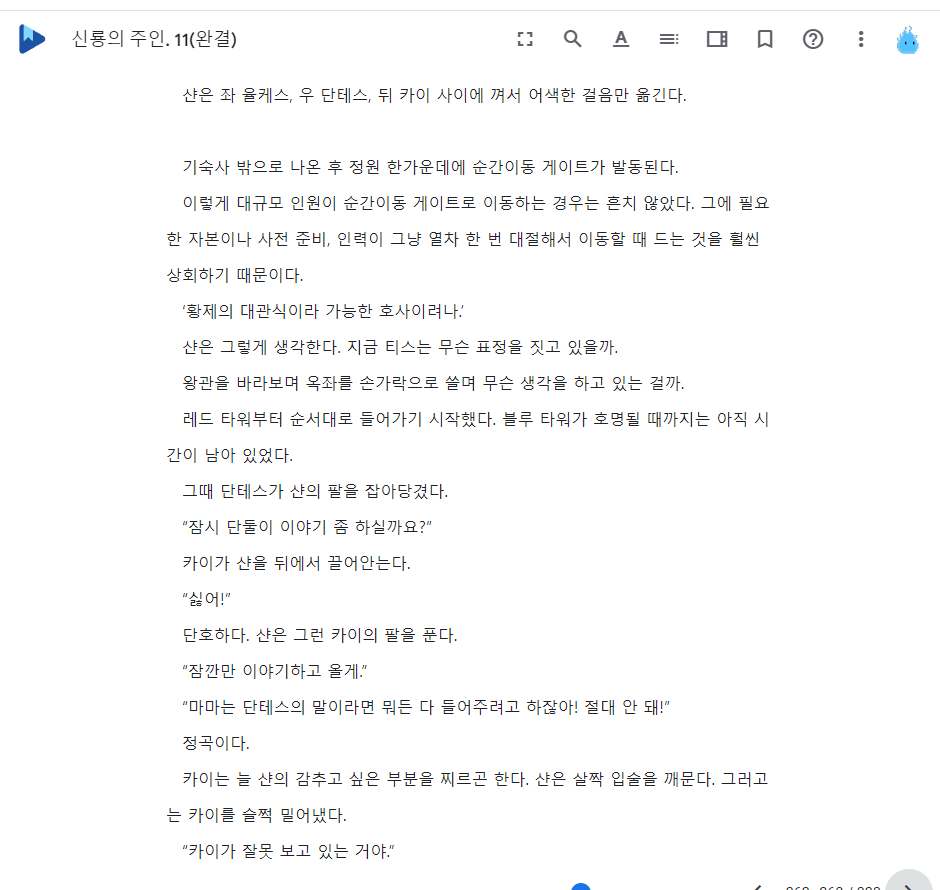 신룡의 주인. 11(완결)
샨은 좌 율케스, 우 단테스, 뒤 카이 사이에 껴서 어색한 걸음만 옮긴다.
기숙사 밖으로 나온 후 정원 한가운데에 순간이동 게이트가 발동된다.
이렇게 대규모 인원이 순간이동 게이트로 이동하는 경우는 흔치 않았다. 그에 필요
한 자본이나 사전 준비, 인력이 그냥 열차 한 번 대절해서 이동할 때 드는 것을 훨씬
상회하기 때문이다.
‘황제의 대관식이라 가능한 호사이려나.’
샨은 그렇게 생각한다. 지금 티스는 무슨 표정을 짓고 있을까.
왕관을 바라보며 옥좌를 손가락으로 쓸며 무슨 생각을 하고 있는 걸까.
레드 타워부터 순서대로 들어가기 시작했다. 블루 타워가 호명될 때까지는 아직 시
간이 남아 있었다.
그때 단테스가 샨의 팔을 잡아당겼다.
“잠시 단둘이 이야기 좀 하실까요?”
카이가 샨을 뒤에서 끌어안는다.
“싫어!”
단호하다. 샨은 그런 카이의 팔을 푼다.
“잠깐만 이야기하고 올게.”
“마마는 단테스의 말이라면 뭐든 다 들어주려고 하잖아! 절대 안 돼!”
정곡이다.
카이는 늘 샨의 감추고 싶은 부분을 찌르곤 한다. 샨은 살짝 입술을 깨문다. 그러고
는 카이를 슬쩍 밀어냈다.
“카이가 잘못 보고 있는 거야.”